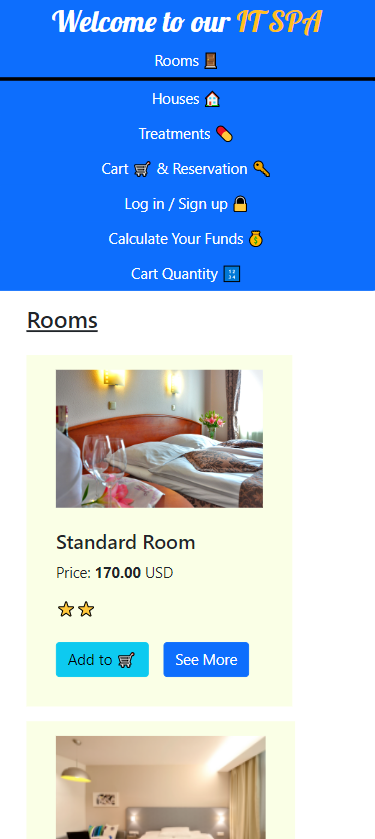 Welcome to our IT SPA
Rooms 🚪
Houses 🏠
Treatments 💊
Cart 🛒 & Reservation 🔑
Log in / Sign up 🔒
Calculate Your Funds 💰
Cart Quantity 🔢
Rooms
Standard Room
Price: 170.00 USD
⭐⭐
Add to 🛒 See More